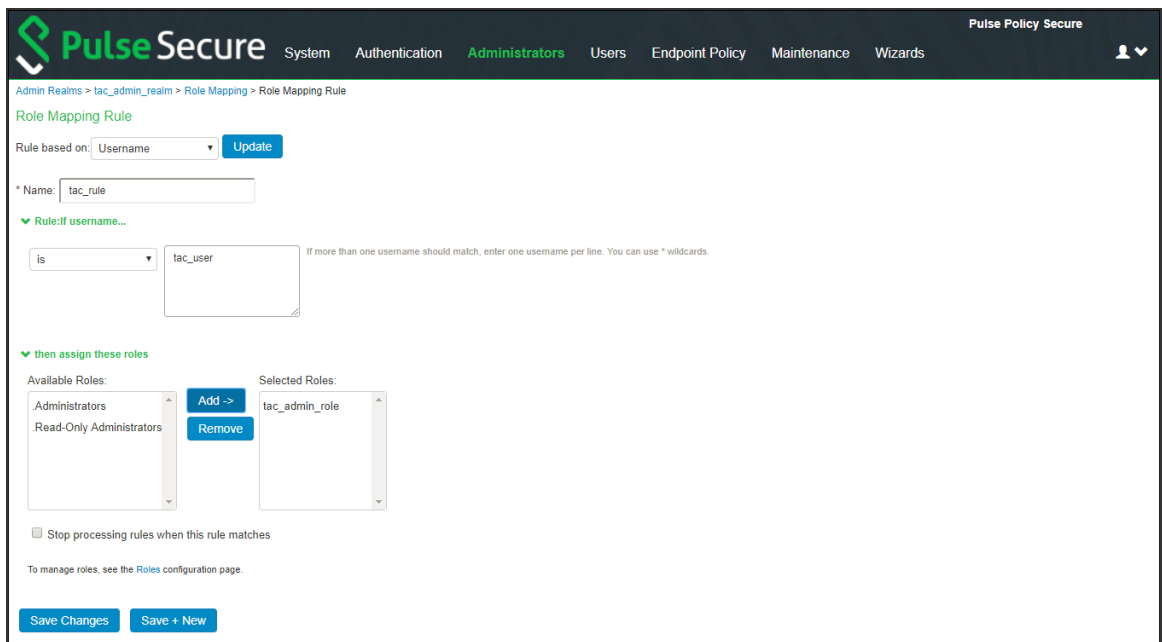 Pulse Policy Secure
Pulse Secure System Authentication Administrators Users Endpoint Policy Maintenance Wizards
Admin Realms > tac_admin_realm > Role Mapping > Role Mapping Rule
Role Mapping Rule
Rule based on: Username Update
* Name: tac_rule
Rule:If username...
is tac_user If more than one username should match, enter one username per line. You can use * wildcards.
then assign these roles
Available Roles: Selected Roles:
.Administrators Add -> tac_admin_role
.Read-Only Administrators Remove
Stop processing rules when this rule matches
To manage roles, see the Roles configuration page.
Save Changes Save + New